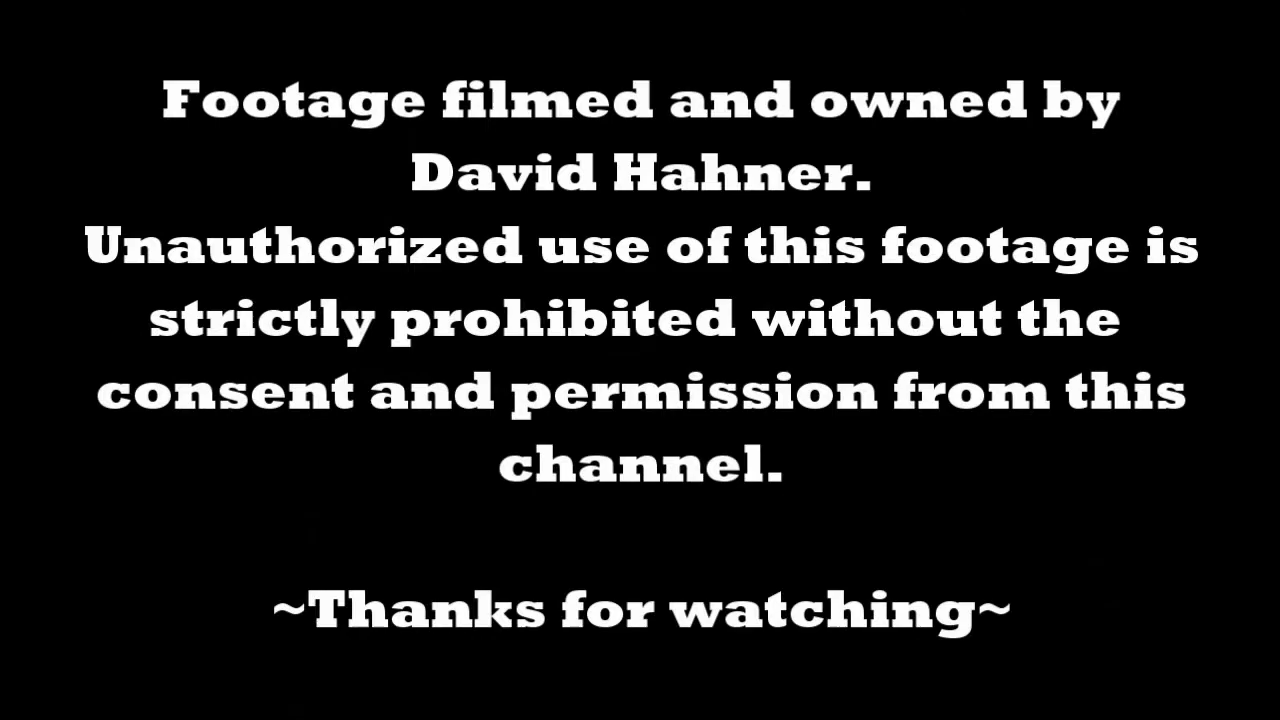 Footage filmed and owned by
David Hahner.
Unauthorized use of this footage is
strictly prohibited without the
consent and permission from this
channel.
~Thanks for watching~